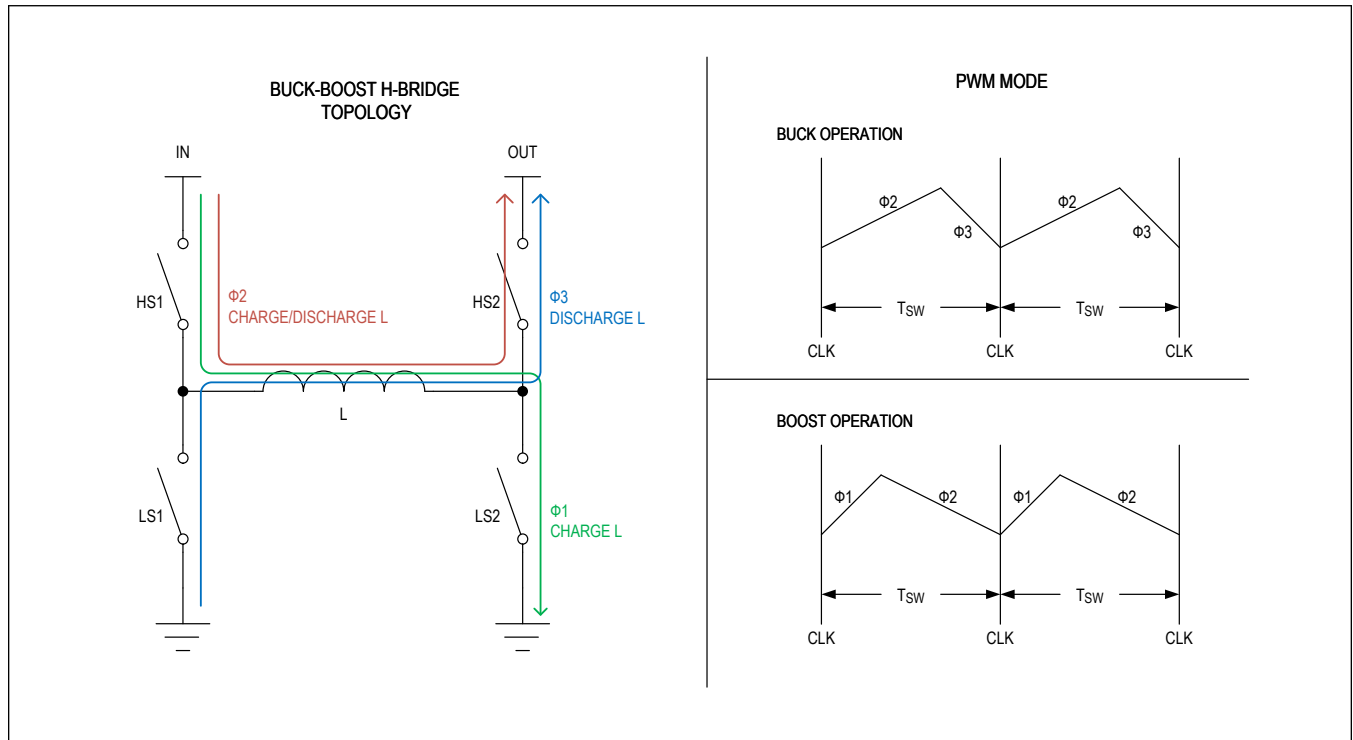 BUCK-BOOST H-BRIDGE
TOPOLOGY
IN
OUT
HS1
Φ2
CHARGE/DISCHARGE L
HS2
Φ3
DISCHARGE L
L
LS1
LS2
Φ1
CHARGE L
PWM MODE
BUCK OPERATION
Φ2
Φ3
Φ2
Φ3
TSW
TSW
CLK
CLK
CLK
BOOST OPERATION
Φ1
Φ2
Φ1
Φ2
TSW
TSW
CLK
CLK
CLK